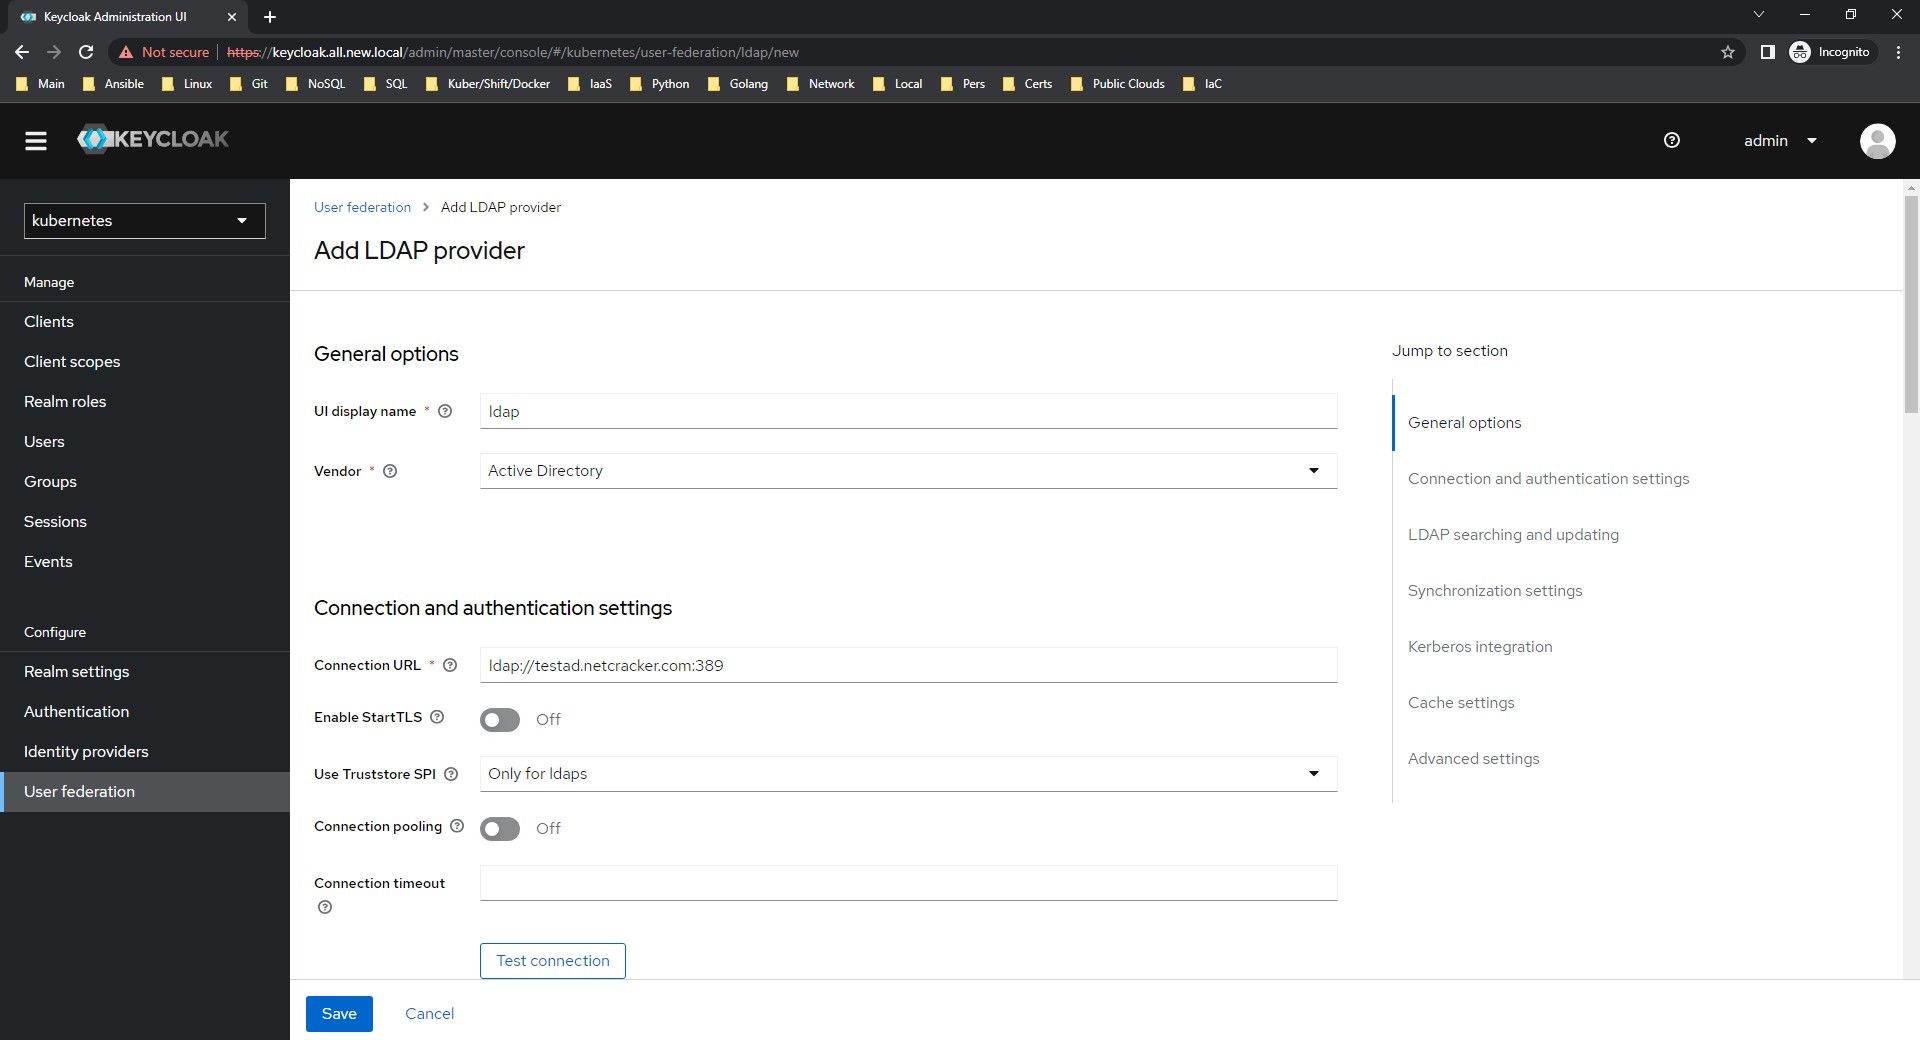 Keycloak Administration UI
Not secure https://keycloak.all.new.local/admin/master/console/#/kubernetes/user-federation/ldap/new Incognito
Main Ansible Linux Git NoSQL SQL Kuber/Shift/Docker IaaS Python Golang Network Local Pers Certs Public Clouds IaC
KEYCLOAK
admin
kubernetes
Manage
Clients
Client scopes
Realm roles
Users
Groups
Sessions
Events
Configure
Realm settings
Authentication
Identity providers
User federation
User federation > Add LDAP provider
Add LDAP provider
General options
UI display name * ldap
Vendor * Active Directory
Connection and authentication settings
Connection URL * ldap://testad.netcracker.com:389
Enable StartTLS Off
Use Truststore SPI Only for ldaps
Connection pooling Off
Connection timeout
Test connection
Save Cancel
Jump to section
General options
Connection and authentication settings
LDAP searching and updating
Synchronization settings
Kerberos integration
Cache settings
Advanced settings